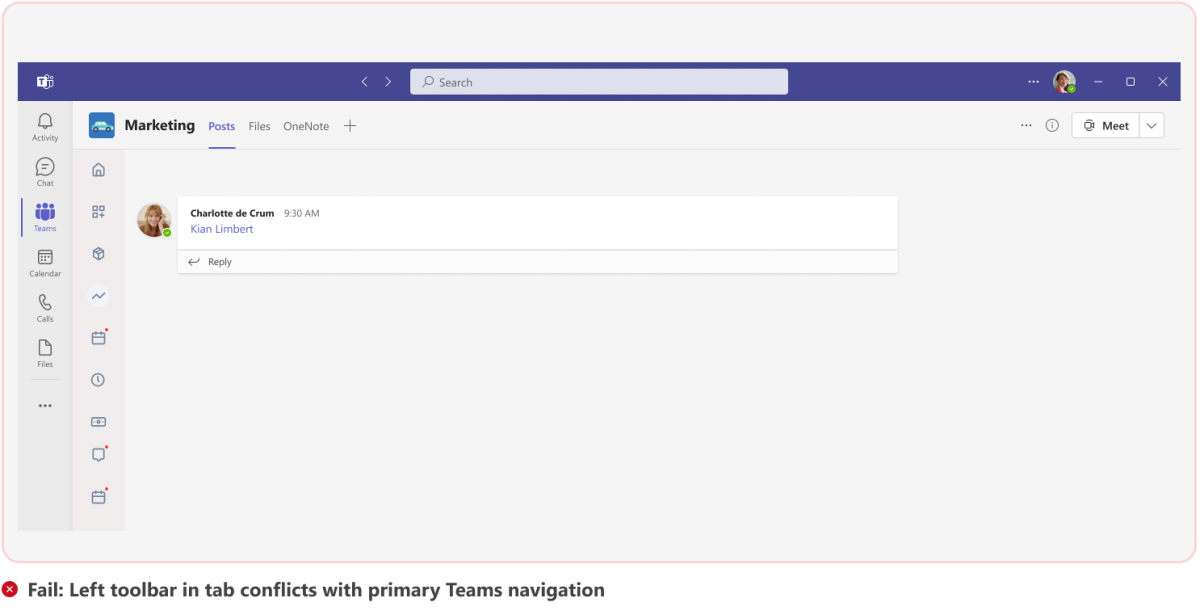 Search
Activity
Chat
Teams
Calendar
Calls
Files
Marketing Posts Files OneNote
Meet
Charlotte de Crum 9:30 AM
Kian Limbert
Reply
Fail: Left toolbar in tab conflicts with primary Teams navigation